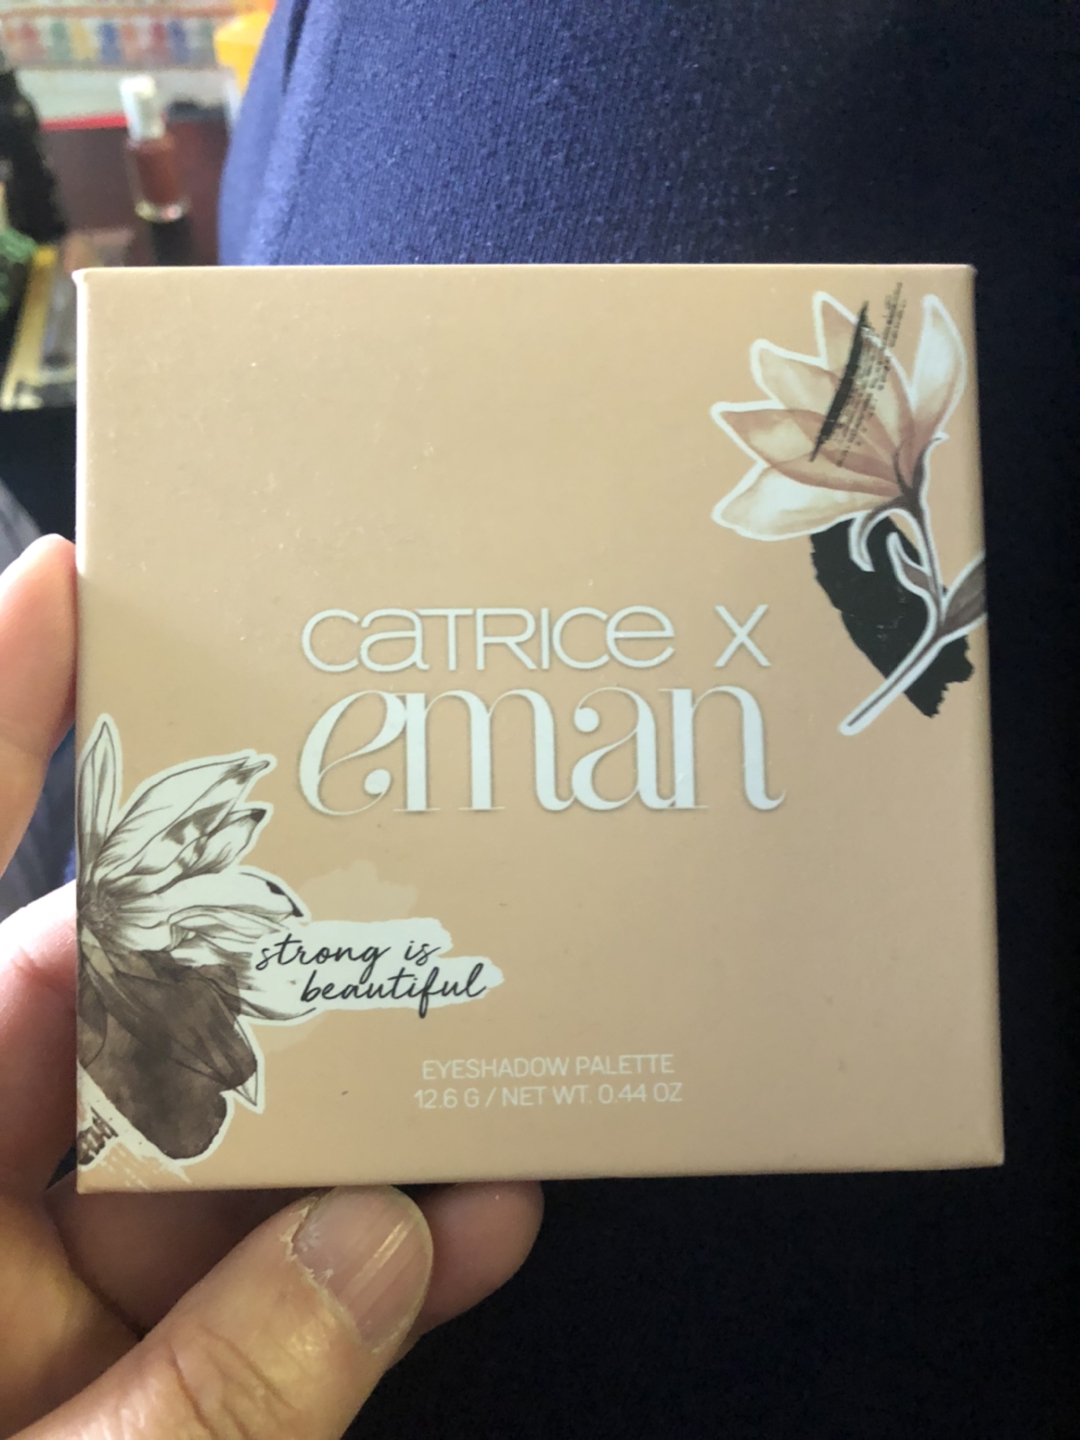 CATRICE X
eman
strong is
beautiful
EYESHADOW PALETTE
12.6 G / NET WT. 0.44 OZ